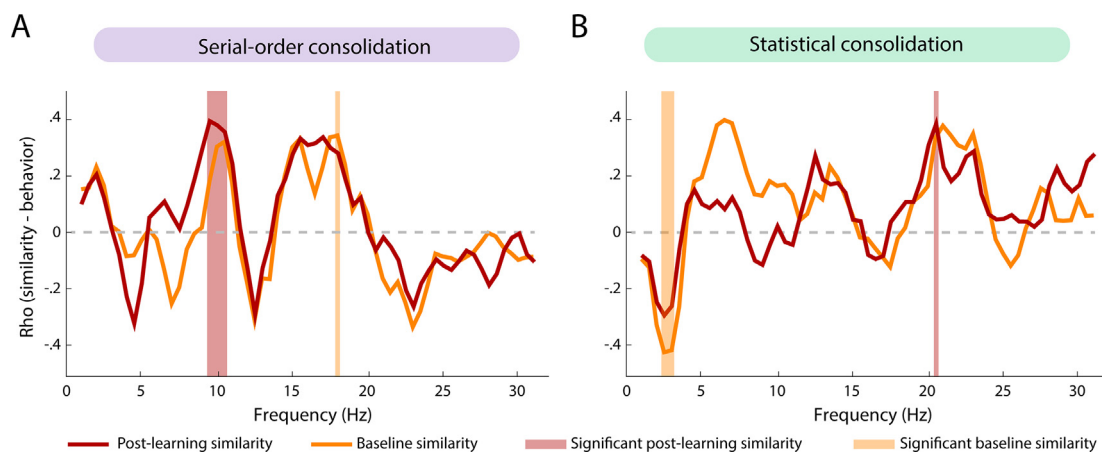 A
Serial-order consolidation
B
Statistical consolidation
Rho (similarity - behavior)
.4
.2
0
-.2
-.4
0 5 10 15 20 25 30
Frequency (Hz)
.4
.2
0
-.2
-.4
0 5 10 15 20 25 30
Frequency (Hz)
Post-learning similarity Baseline similarity Significant post-learning similarity Significant baseline similarity